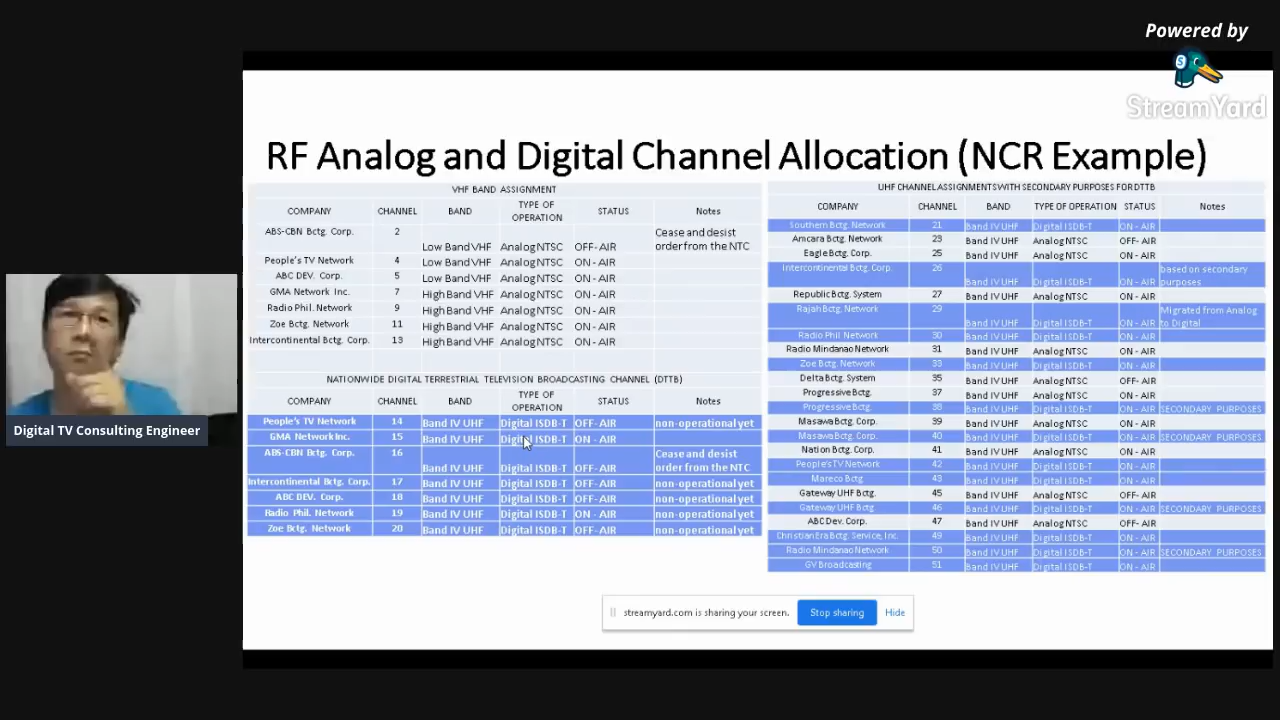 Powered by
StreamYard
RF Analog and Digital Channel Allocation (NCR Example)
VHF BAND ASSIGNMENT
COMPANY CHANNEL BAND TYPE OF OPERATION STATUS Notes
ABS-CBN Bctg. Corp. 2 Low Band VHF Analog NTSC OFF- AIR Cease and desist order from the NTC
People's TV Network 4 Low Band VHF Analog NTSC ON - AIR
ABC DEV. Corp. 5 Low Band VHF Analog NTSC ON - AIR
GMA Network Inc. 7 High Band VHF Analog NTSC ON - AIR
Radio Phil. Network 9 High Band VHF Analog NTSC ON - AIR
Zoe Bctg. Network 11 High Band VHF Analog NTSC ON - AIR
Intercontinental Bctg. Corp. 13 High Band VHF Analog NTSC ON - AIR
NATIONWIDE DIGITAL TERRESTRIAL TELEVISION BROADCASTING CHANNEL (DTTB)
COMPANY CHANNEL BAND TYPE OF OPERATION STATUS Notes
People's TV Network 14 Band IV UHF Digital ISDB-T OFF- AIR non-operational yet
GMA Network Inc. 15 Band IV UHF Digital ISDB-T ON - AIR
ABS-CBN Bctg. Corp. 16 Band IV UHF Digital ISDB-T OFF- AIR Cease and desist order from the NTC
Intercontinental Bctg. Corp. 17 Band IV UHF Digital ISDB-T OFF- AIR non-operational yet
ABC DEV. Corp. 18 Band IV UHF Digital ISDB-T OFF- AIR non-operational yet
Radio Phil. Network 19 Band IV UHF Digital ISDB-T ON - AIR non-operational yet
Zoe Bctg. Network 20 Band IV UHF Digital ISDB-T OFF- AIR non-operational yet
UHF CHANNEL ASSIGNMENTS WITH SECONDARY PURPOSES FOR DTTB
COMPANY CHANNEL BAND TYPE OF OPERATION STATUS Notes
Southern Bctg. Network 21 Band IV UHF Digital ISDB-T ON - AIR
Amcara Bctg. Network 23 Band IV UHF Analog NTSC OFF- AIR
Eagle Bctg. Corp. 25 Band IV UHF Analog NTSC ON - AIR
Intercontinental Bctg. Corp. 26 Band IV UHF Digital ISDB-T ON - AIR based on secondary purposes
Republic Bctg. System 27 Band IV UHF Analog NTSC ON - AIR
Rajah Bctg. Network 29 Band IV UHF Digital ISDB-T ON - AIR Migrated from Analog to Digital
Radio Phil. Network 30 Band IV UHF Digital ISDB-T ON - AIR
Radio Mindanao Network 31 Band IV UHF Analog NTSC ON - AIR
Zoe Bctg. Network 33 Band IV UHF Digital ISDB-T ON - AIR
Delta Bctg. System 35 Band IV UHF Analog NTSC OFF- AIR
Progressive Bctg. 37 Band IV UHF Analog NTSC ON - AIR
Progressive Bctg. 38 Band IV UHF Digital ISDB-T ON - AIR SECONDARY PURPOSES
Masawa Bctg. Corp. 39 Band IV UHF Analog NTSC ON - AIR
Masawa Bctg. Corp. 40 Band IV UHF Digital ISDB-T ON - AIR SECONDARY PURPOSES
Nation Bctg. Corp. 41 Band IV UHF Analog NTSC ON - AIR
People's TV Network 42 Band IV UHF Digital ISDB-T ON - AIR
Mareco Bctg. 43 Band IV UHF Digital ISDB-T ON - AIR
Gateway UHF Bctg. 45 Band IV UHF Analog NTSC OFF- AIR
Gateway UHF Bctg. 46 Band IV UHF Digital ISDB-T ON - AIR SECONDARY PURPOSES
ABC Dev. Corp. 47 Band IV UHF Analog NTSC OFF- AIR
Christian Era Bctg. Service, Inc. 49 Band IV UHF Digital ISDB-T ON - AIR
Radio Mindanao Network 50 Band IV UHF Digital ISDB-T ON - AIR SECONDARY PURPOSES
GV Broadcasting 51 Band IV UHF Digital ISDB-T ON - AIR
Digital TV Consulting Engineer
streamyard.com is sharing your screen. Stop sharing Hide